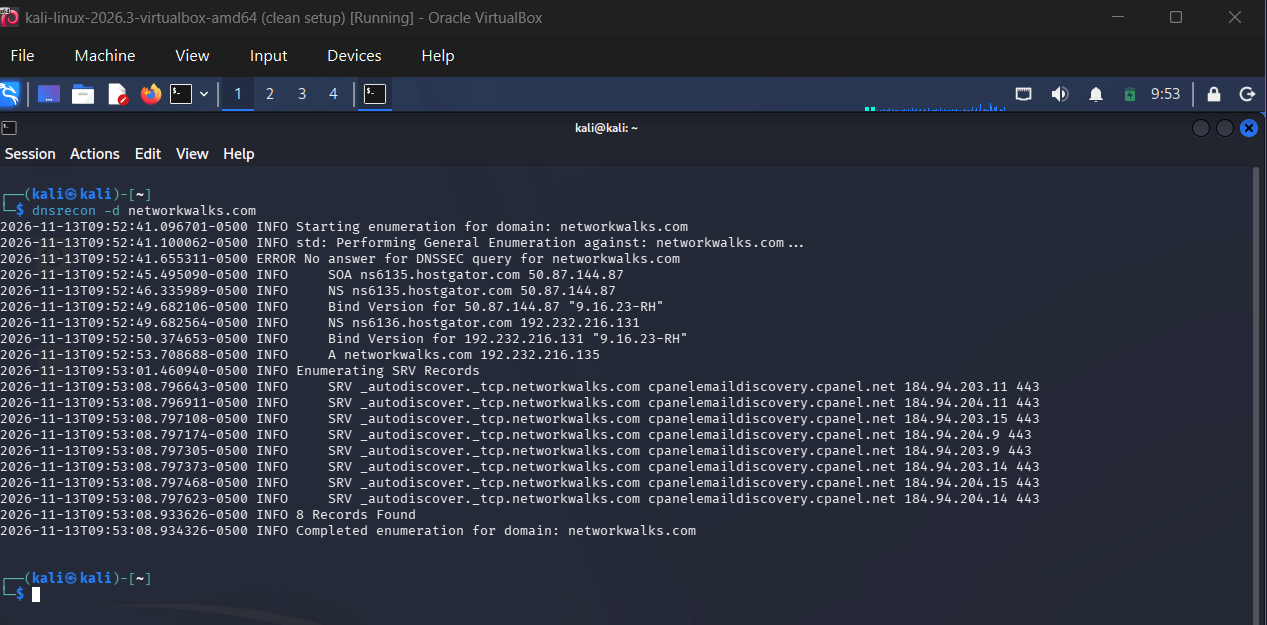 kali-linux-2026.3-virtualbox-amd64 (clean setup) [Running] - Oracle VirtualBox
File Machine View Input Devices Help
1 2 3 4 9:53
kali@kali: ~
Session Actions Edit View Help
┌──(kali㉿kali)-[~]
└─$ dnsrecon -d networkwalks.com
2026-11-13T09:52:41.096701-0500 INFO Starting enumeration for domain: networkwalks.com
2026-11-13T09:52:41.100062-0500 INFO std: Performing General Enumeration against: networkwalks.com...
2026-11-13T09:52:41.655311-0500 ERROR No answer for DNSSEC query for networkwalks.com
2026-11-13T09:52:45.495090-0500 INFO     SOA ns6135.hostgator.com 50.87.144.87
2026-11-13T09:52:46.335989-0500 INFO     NS ns6135.hostgator.com 50.87.144.87
2026-11-13T09:52:49.682106-0500 INFO     Bind Version for 50.87.144.87 "9.16.23-RH"
2026-11-13T09:52:49.682564-0500 INFO     NS ns6136.hostgator.com 192.232.216.131
2026-11-13T09:52:50.374653-0500 INFO     Bind Version for 192.232.216.131 "9.16.23-RH"
2026-11-13T09:52:53.708688-0500 INFO     A networkwalks.com 192.232.216.135
2026-11-13T09:53:01.460940-0500 INFO Enumerating SRV Records
2026-11-13T09:53:08.796643-0500 INFO     SRV _autodiscover._tcp.networkwalks.com cpanelemaildiscovery.cpanel.net 184.94.203.11 443
2026-11-13T09:53:08.796911-0500 INFO     SRV _autodiscover._tcp.networkwalks.com cpanelemaildiscovery.cpanel.net 184.94.204.11 443
2026-11-13T09:53:08.797108-0500 INFO     SRV _autodiscover._tcp.networkwalks.com cpanelemaildiscovery.cpanel.net 184.94.203.15 443
2026-11-13T09:53:08.797174-0500 INFO     SRV _autodiscover._tcp.networkwalks.com cpanelemaildiscovery.cpanel.net 184.94.204.9 443
2026-11-13T09:53:08.797305-0500 INFO     SRV _autodiscover._tcp.networkwalks.com cpanelemaildiscovery.cpanel.net 184.94.203.9 443
2026-11-13T09:53:08.797373-0500 INFO     SRV _autodiscover._tcp.networkwalks.com cpanelemaildiscovery.cpanel.net 184.94.203.14 443
2026-11-13T09:53:08.797468-0500 INFO     SRV _autodiscover._tcp.networkwalks.com cpanelemaildiscovery.cpanel.net 184.94.204.15 443
2026-11-13T09:53:08.797623-0500 INFO     SRV _autodiscover._tcp.networkwalks.com cpanelemaildiscovery.cpanel.net 184.94.204.14 443
2026-11-13T09:53:08.933626-0500 INFO 8 Records Found
2026-11-13T09:53:08.934326-0500 INFO Completed enumeration for domain: networkwalks.com
┌──(kali㉿kali)-[~]
└─$